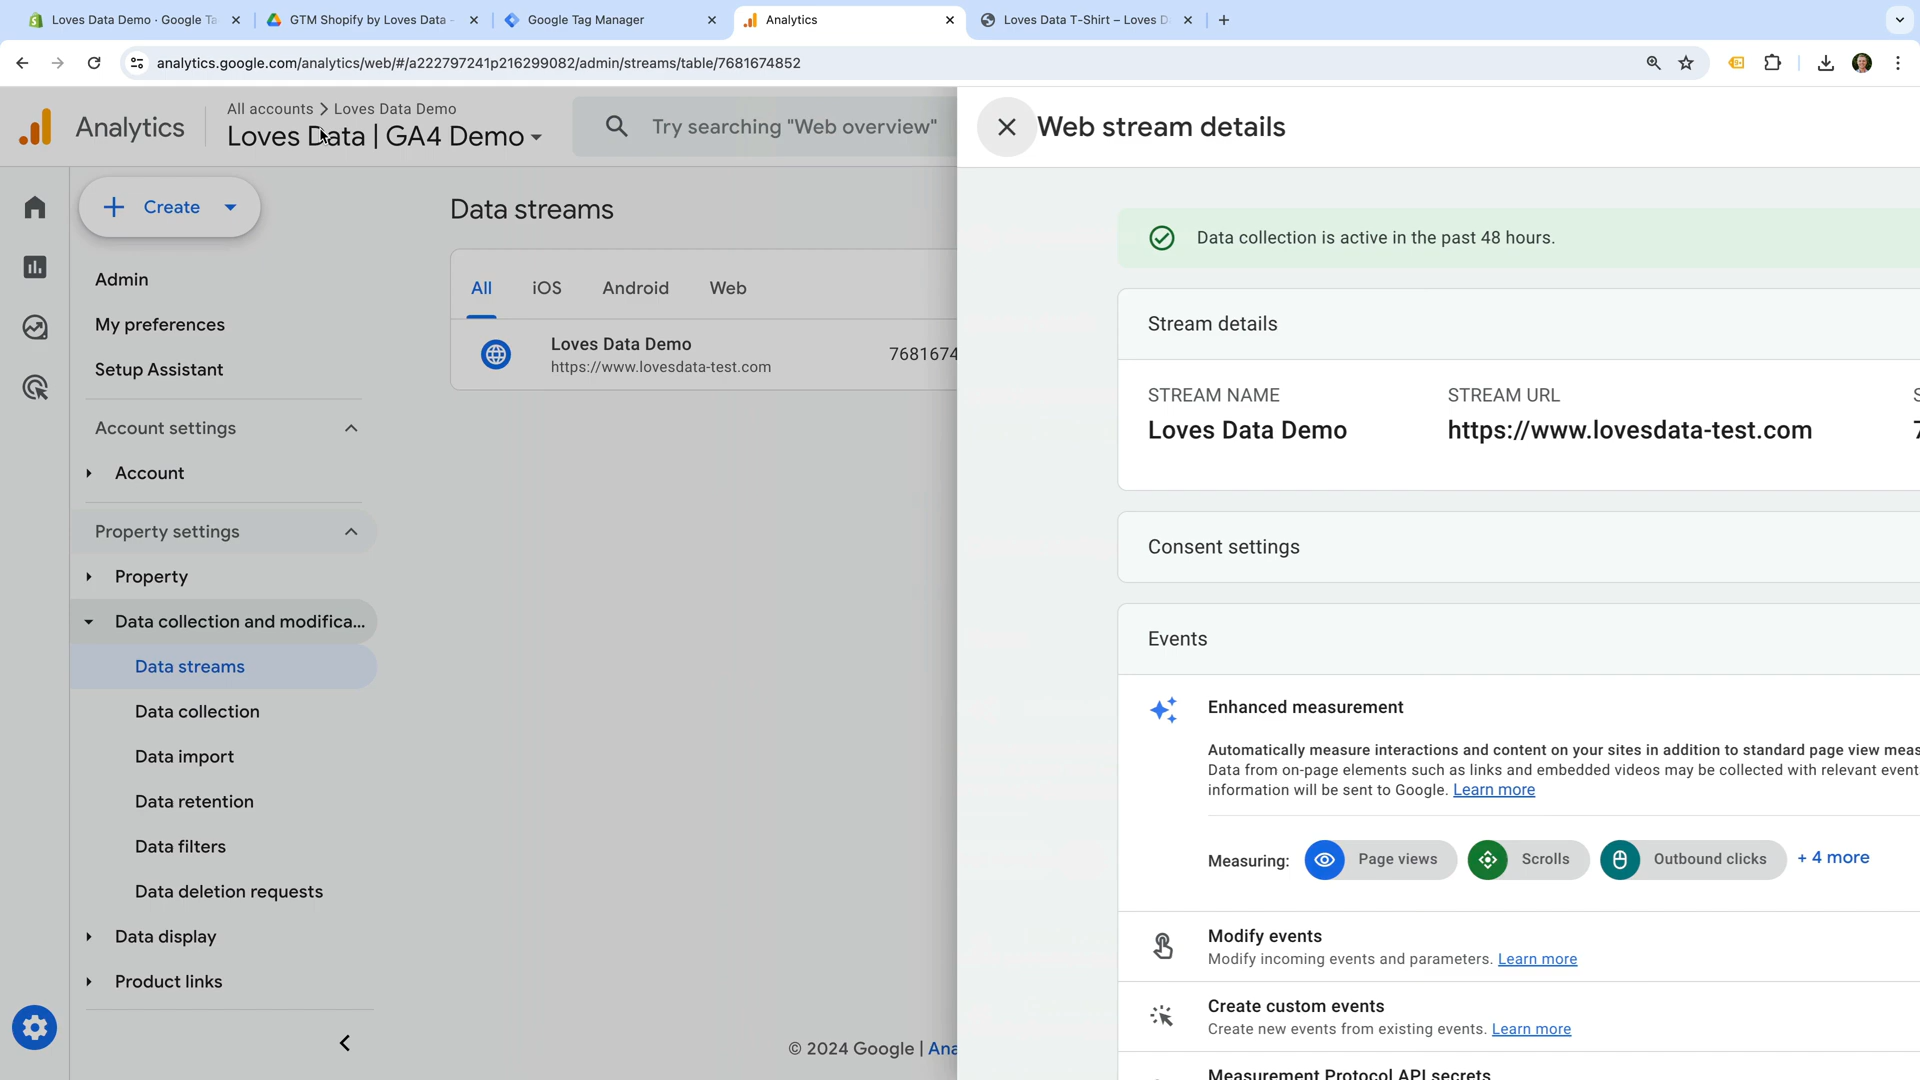 Loves Data Demo · Google Ta
GTM Shopify by Loves Data -
Google Tag Manager
Analytics
Loves Data T-Shirt – Loves D
analytics.google.com/analytics/web/#/a222797241p216299082/admin/streams/table/7681674852
Analytics
All accounts > Loves Data Demo
Loves Data | GA4 Demo
Try searching "Web overview"
Create
Admin
My preferences
Setup Assistant
Account settings
Account
Property settings
Property
Data collection and modifica...
Data streams
Data collection
Data import
Data retention
Data filters
Data deletion requests
Data display
Product links
Data streams
All iOS Android Web
Loves Data Demo
https://www.lovesdata-test.com
7681674
© 2024 Google | Ana
Web stream details
Data collection is active in the past 48 hours.
Stream details
STREAM NAME STREAM URL
Loves Data Demo https://www.lovesdata-test.com
Consent settings
Events
Enhanced measurement
Automatically measure interactions and content on your sites in addition to standard page view meas
Data from on-page elements such as links and embedded videos may be collected with relevant event
information will be sent to Google. Learn more
Measuring: Page views Scrolls Outbound clicks + 4 more
Modify events
Modify incoming events and parameters. Learn more
Create custom events
Create new events from existing events. Learn more
Measurement Protocol API secrets